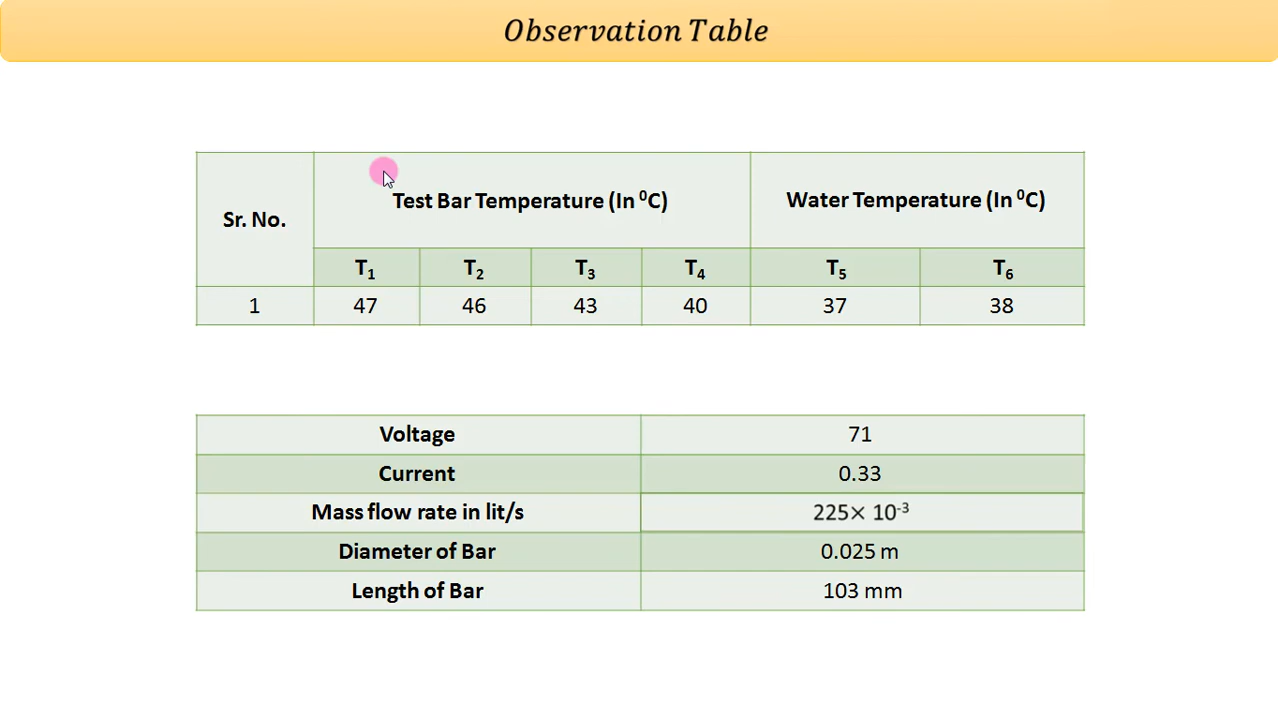 Observation Table
Sr. No. Test Bar Temperature (In ⁰C) Water Temperature (In ⁰C)
T₁ T₂ T₃ T₄ T₅ T₆
1 47 46 43 40 37 38
Voltage 71
Current 0.33
Mass flow rate in lit/s 225× 10⁻³
Diameter of Bar 0.025 m
Length of Bar 103 mm